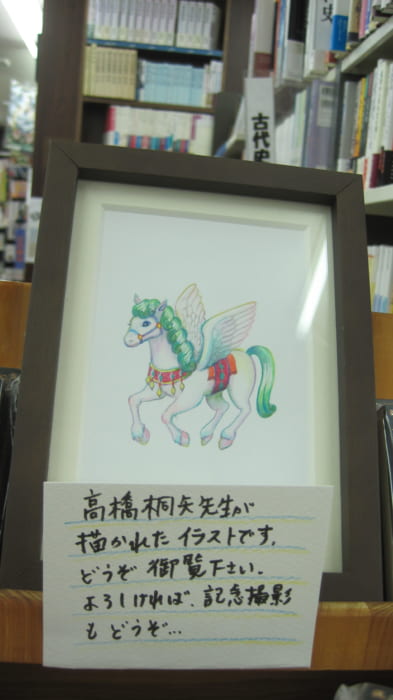 古代史
高橋桐矢先生が
描かれた イラストです。
どうぞ 御覧下さい。
よろしければ、記念撮影
も どうぞ…